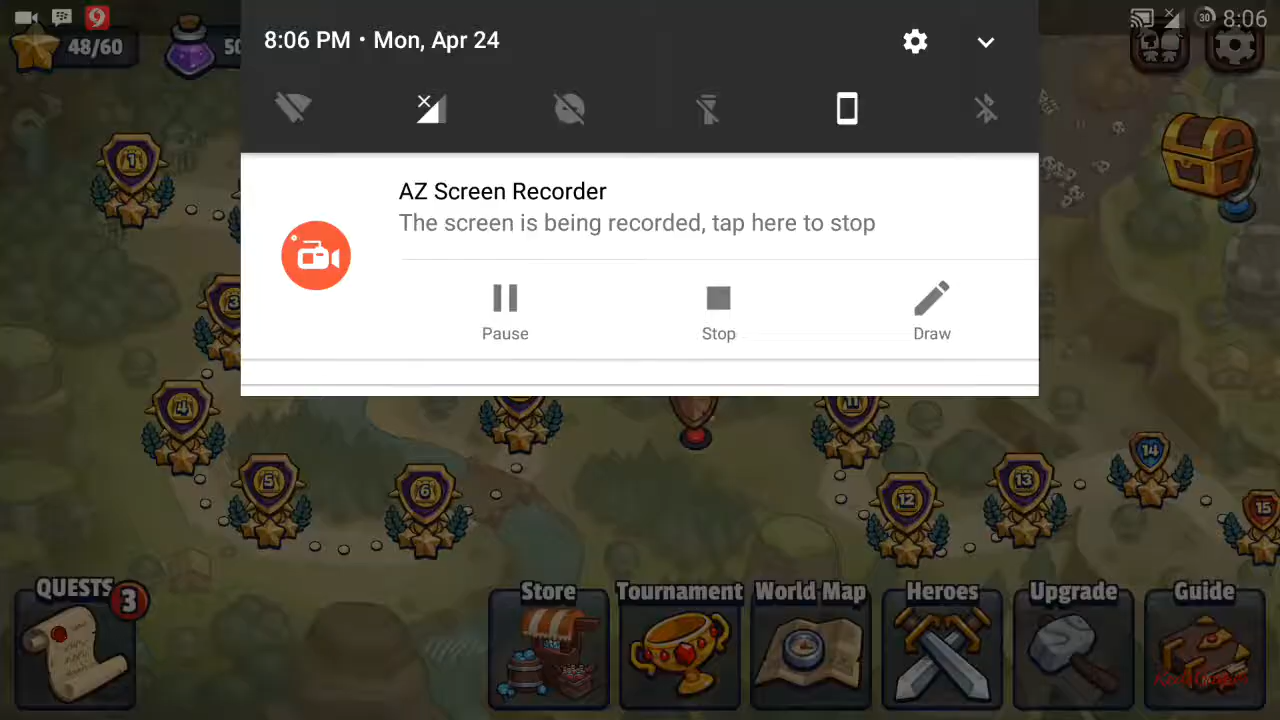 48/60
50
30
8:06
8:06 PM • Mon, Apr 24
AZ Screen Recorder
The screen is being recorded, tap here to stop
Pause
Stop
Draw
1
3
4
5
6
11
12
13
14
15
QUESTS
3
Store
Tournament
World Map
Heroes
Upgrade
Guide